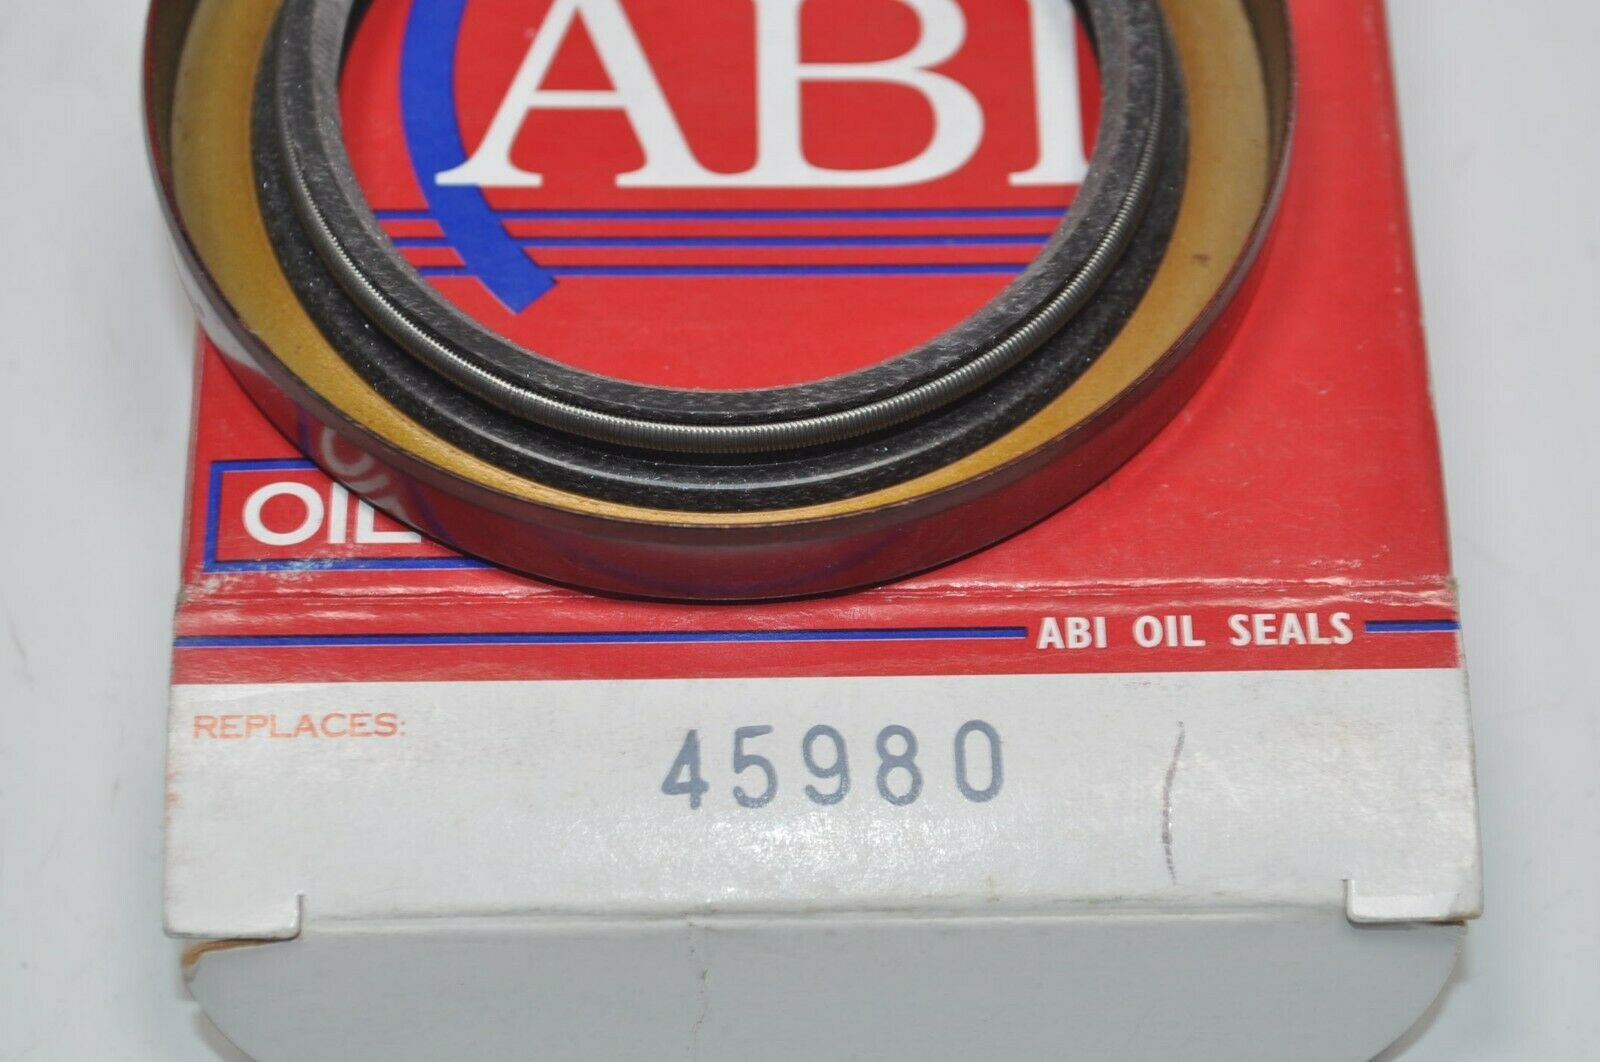 ABI
OIL
ABI OIL SEALS
REPLACES:
45980